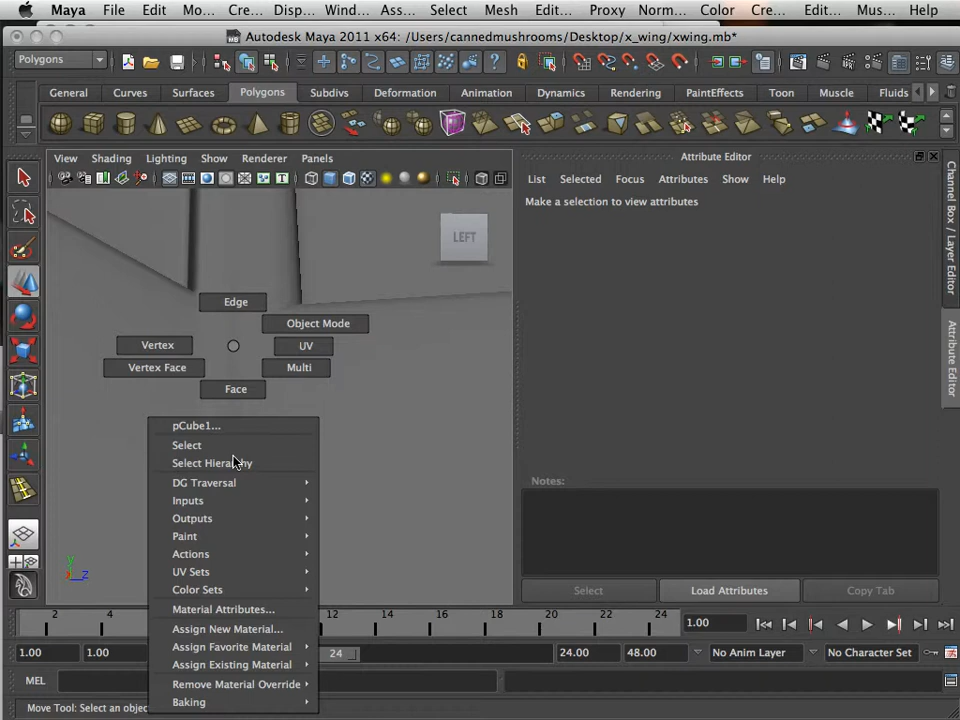 Maya File Edit Mo... Cre... Disp... Wind... Ass... Select Mesh Edit... Proxy Norm... Color Cre... Edit... Mus... Help
Autodesk Maya 2011 x64: /Users/cannedmushrooms/Desktop/x_wing/xwing.mb*
Polygons
General Curves Surfaces Polygons Subdivs Deformation Animation Dynamics Rendering PaintEffects Toon Muscle Fluids
View Shading Lighting Show Renderer Panels
Attribute Editor
List Selected Focus Attributes Show Help
Make a selection to view attributes
LEFT
Channel Box / Layer Editor
Attribute Editor
Edge
Object Mode
Vertex
UV
Vertex Face
Multi
Face
pCube1...
Select
Select Hierarchy
DG Traversal
Inputs
Outputs
Paint
Actions
UV Sets
Color Sets
Material Attributes...
Assign New Material...
Assign Favorite Material
Assign Existing Material
Remove Material Override
Baking
y
z
Notes:
Select Load Attributes Copy Tab
2 4 12 14 16 18 20 22 24 1.00
1.00 1.00 24 24.00 48.00 No Anim Layer No Character Set
MEL
Move Tool: Select an objec